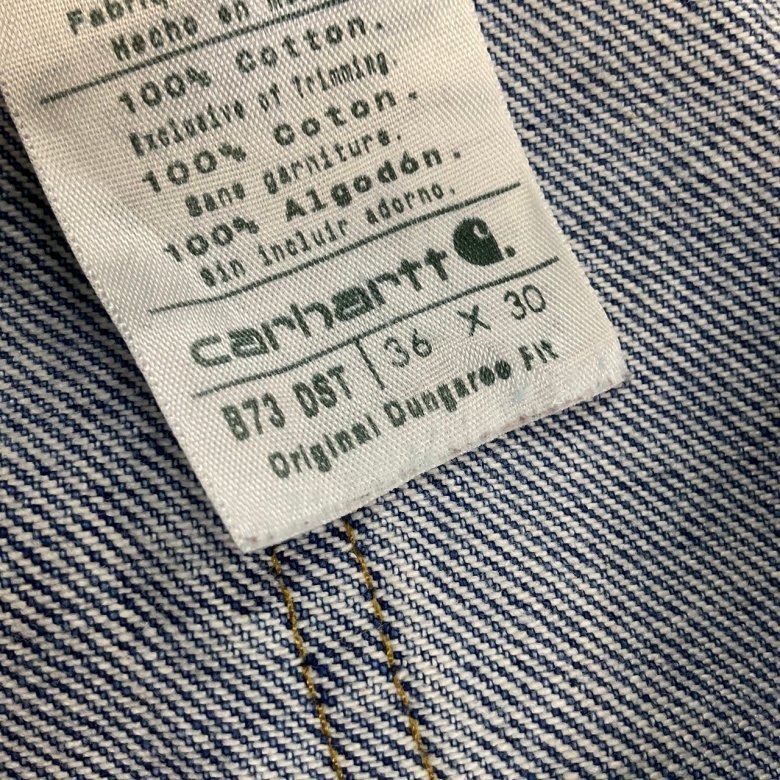 Hecho en
100% Cotton.
Exclusive of Trimming.
100% Coton.
Sans garniture.
100% Algodón.
Sin incluir adorno.
carhartt
B73 DST 36 X 30
Original Dungaree Fit